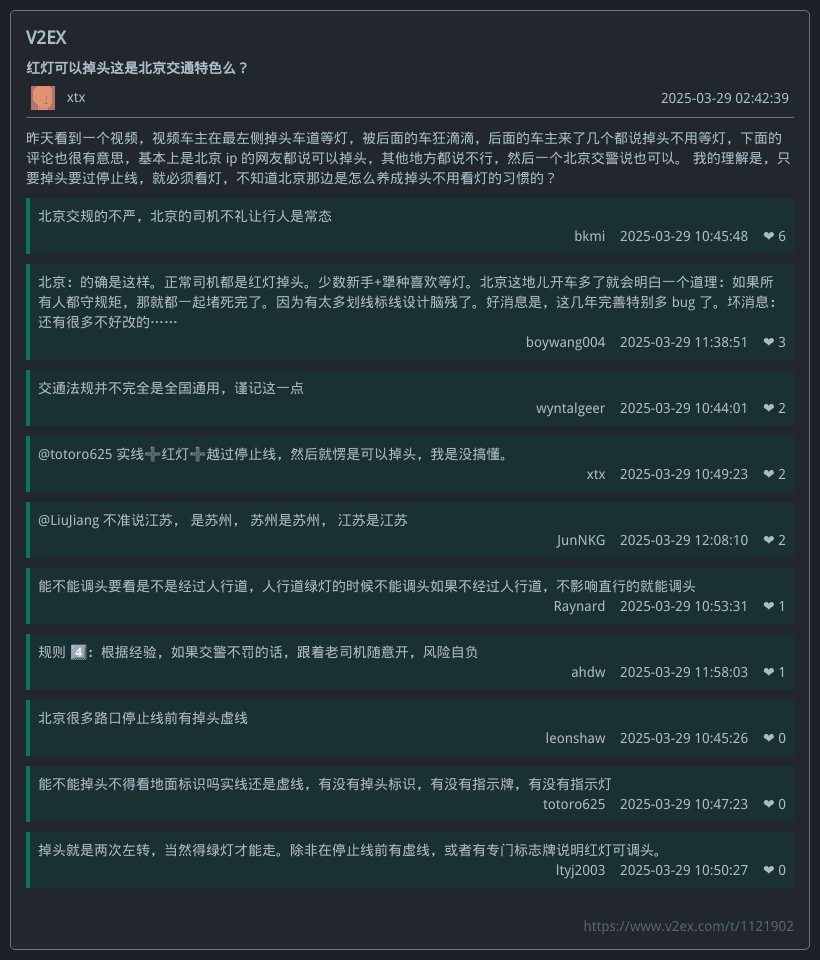 V2EX
红灯可以掉头这是北京交通特色么？
xtx 2025-03-29 02:42:39
昨天看到一个视频，视频车主在最左侧掉头车道等灯，被后面的车狂滴滴，后面的车主来了几个都说掉头不用等灯，下面的
评论也很有意思，基本上是北京 ip 的网友都说可以掉头，其他地方都说不行，然后一个北京交警说也可以。 我的理解是，只
要掉头要过停止线，就必须看灯，不知道北京那边是怎么养成掉头不用看灯的习惯的？
北京交规的不严，北京的司机不礼让行人是常态
bkmi 2025-03-29 10:45:48 ❤ 6
北京：的确是这样。正常司机都是红灯掉头。少数新手+犟种喜欢等灯。北京这地儿开车多了就会明白一个道理：如果所
有人都守规矩，那就都一起堵死完了。因为有太多划线标线设计脑残了。好消息是，这几年完善特别多 bug 了。坏消息：
还有很多不好改的……
boywang004 2025-03-29 11:38:51 ❤ 3
交通法规并不完全是全国通用，谨记这一点
wyntalgeer 2025-03-29 10:44:01 ❤ 2
@totoro625 实线➕红灯➕越过停止线，然后就愣是可以掉头，我是没搞懂。
xtx 2025-03-29 10:49:23 ❤ 2
@LiuJiang 不准说江苏， 是苏州， 苏州是苏州， 江苏是江苏
JunNKG 2025-03-29 12:08:10 ❤ 2
能不能调头要看是不是经过人行道，人行道绿灯的时候不能调头如果不经过人行道，不影响直行的就能调头
Raynard 2025-03-29 10:53:31 ❤ 1
规则 4️⃣：根据经验，如果交警不罚的话，跟着老司机随意开，风险自负
ahdw 2025-03-29 11:58:03 ❤ 1
北京很多路口停止线前有掉头虚线
leonshaw 2025-03-29 10:45:26 ❤ 0
能不能掉头不得看地面标识吗实线还是虚线，有没有掉头标识，有没有指示牌，有没有指示灯
totoro625 2025-03-29 10:47:23 ❤ 0
掉头就是两次左转，当然得绿灯才能走。除非在停止线前有虚线，或者有专门标志牌说明红灯可调头。
ltyj2003 2025-03-29 10:50:27 ❤ 0
https://www.v2ex.com/t/1121902